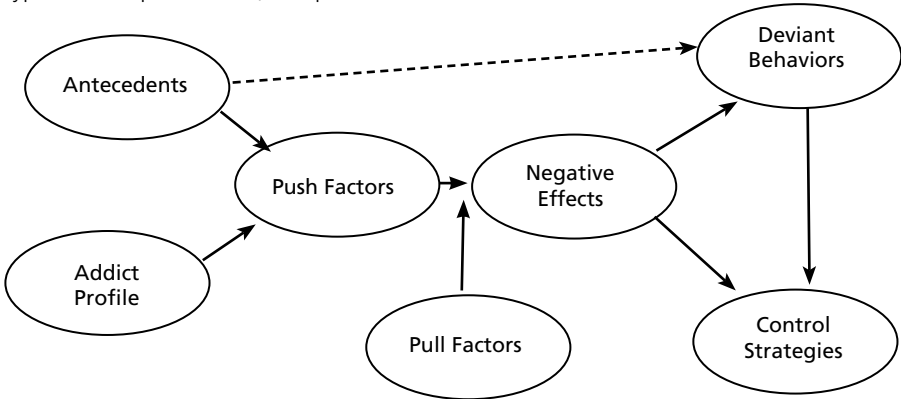 Deviant
Behaviors
Antecedents
Push Factors
Negative
Effects
Addict
Profile
Pull Factors
Control
Strategies